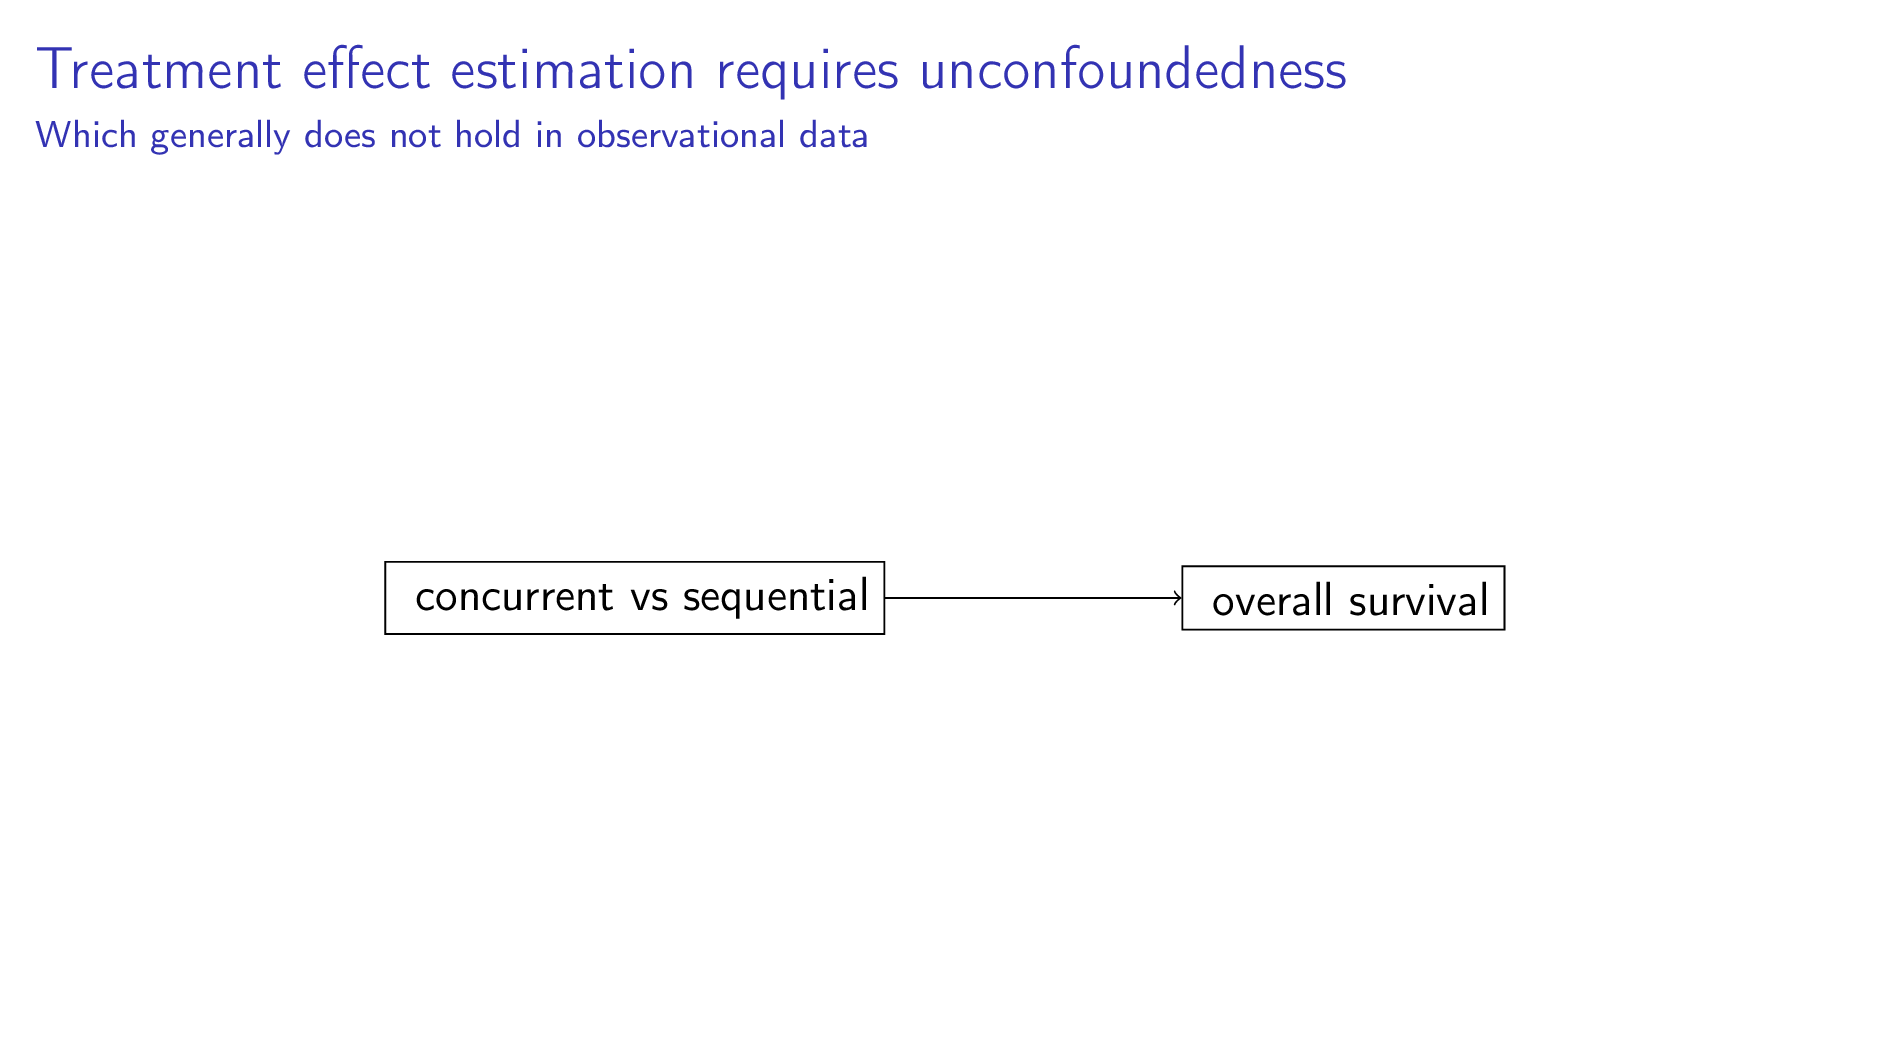 Treatment effect estimation requires unconfoundedness
Which generally does not hold in observational data
concurrent vs sequential
overall survival